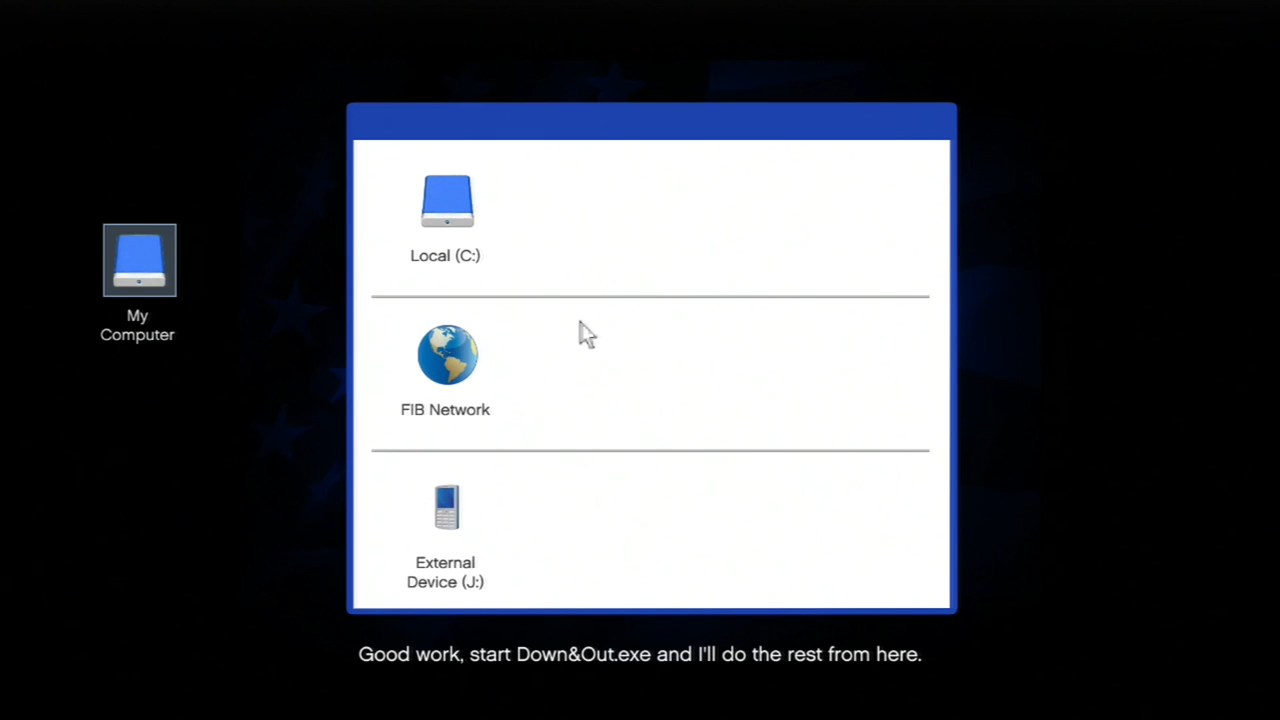 Local (C:)
My
Computer
FIB Network
External
Device (J:)
Good work, start Down&Out.exe and I'll do the rest from here.